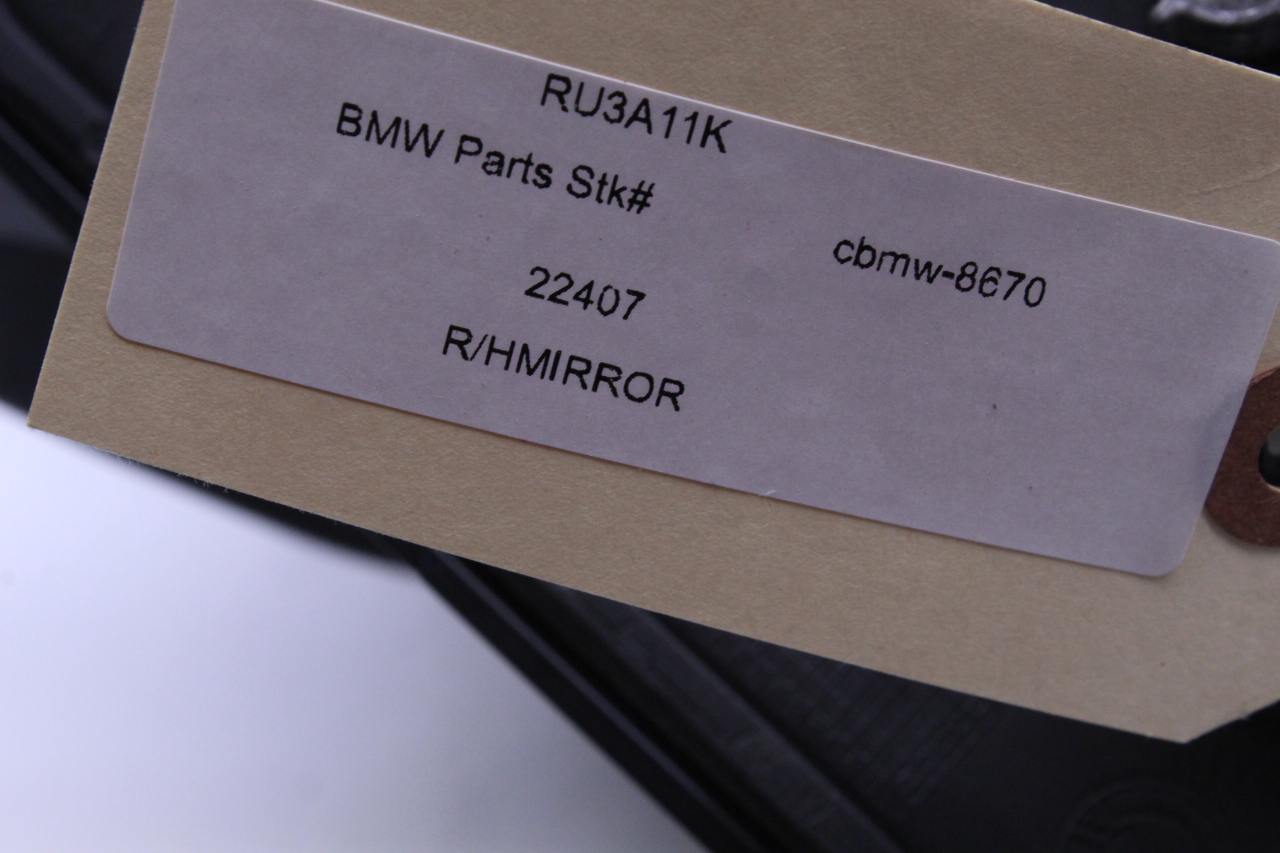 RU3A11K
BMW Parts Stk#
cbmw-8670
22407
R/HMIRROR